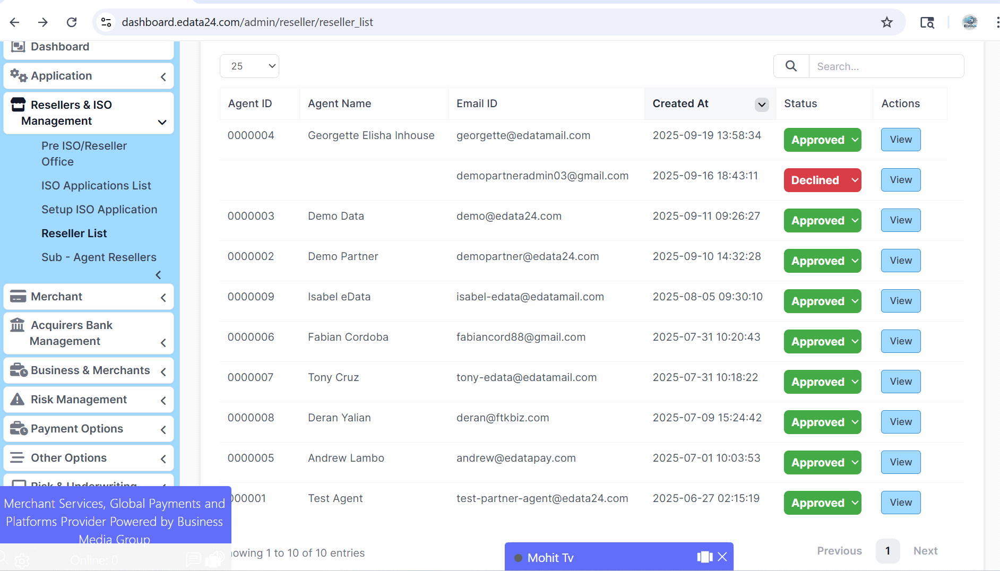 dashboard.edata24.com/admin/reseller/reseller_list
Dashboard
Application
Resellers & ISO
Management
Pre ISO/Reseller
Office
ISO Applications List
Setup ISO Application
Reseller List
Sub - Agent Resellers
Merchant
Acquirers Bank
Management
Business & Merchants
Risk Management
Payment Options
Other Options
Risk & Underwriting
Merchant Services, Global Payments and
Platforms Provider Powered by Business
Media Group
Online: 0
25
Search...
Agent ID Agent Name Email ID Created At Status Actions
0000004 Georgette Elisha Inhouse georgette@edatamail.com 2025-09-19 13:58:34 Approved View
demopartneradmin03@gmail.com 2025-09-16 18:43:11 Declined View
0000003 Demo Data demo@edata24.com 2025-09-11 09:26:27 Approved View
0000002 Demo Partner demopartner@edata24.com 2025-09-10 14:32:28 Approved View
0000009 Isabel eData isabel-edata@edatamail.com 2025-08-05 09:30:10 Approved View
0000006 Fabian Cordoba fabiancord88@gmail.com 2025-07-31 10:20:43 Approved View
0000007 Tony Cruz tony-edata@edatamail.com 2025-07-31 10:18:22 Approved View
0000008 Deran Yalian deran@ftkbiz.com 2025-07-09 15:24:42 Approved View
0000005 Andrew Lambo andrew@edatapay.com 2025-07-01 10:03:53 Approved View
00001 Test Agent test-partner-agent@edata24.com 2025-06-27 02:15:19 Approved View
owing 1 to 10 of 10 entries
Previous 1 Next
Mohit Tv